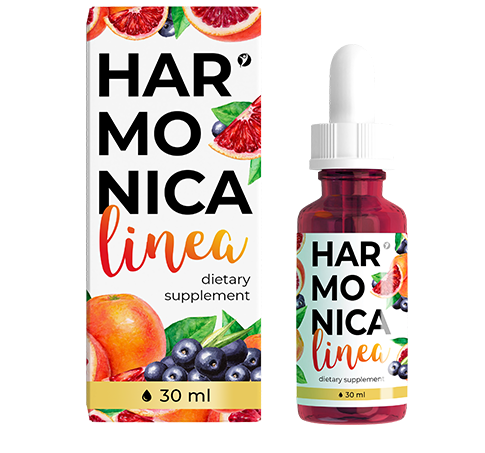 HAR
MO
NICA
linea
dietary
supplement
30 ml
HAR
MO
NICA
linea
dietary supplement
30 ml